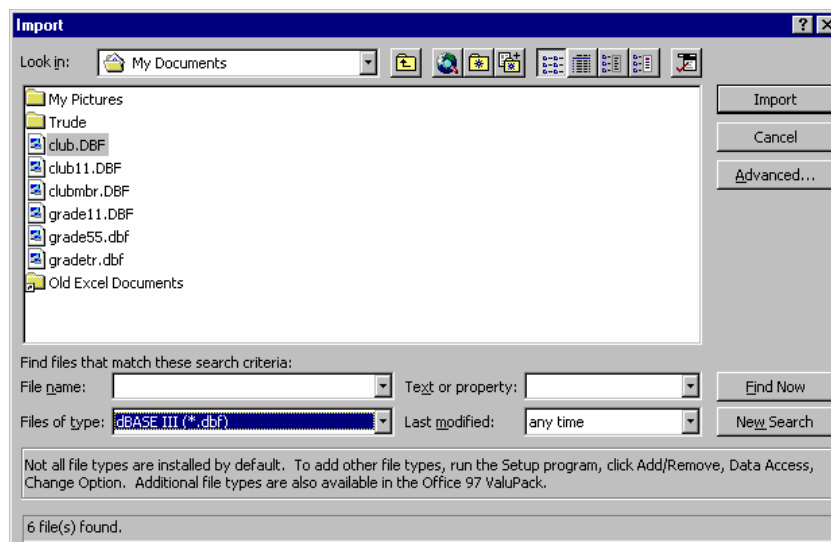 Import
Look in: My Documents
My Pictures
Trude
club.DBF
club11.DBF
clubmbr.DBF
grade11.DBF
grade55.dbf
gradetr.dbf
Old Excel Documents
Import
Cancel
Advanced...
Find files that match these search criteria:
File name: Text or property: Find Now
Files of type: dBASE III (*.dbf) Last modified: any time New Search
Not all file types are installed by default. To add other file types, run the Setup program, click Add/Remove, Data Access,
Change Option. Additional file types are also available in the Office 97 ValuPack.
6 file(s) found.